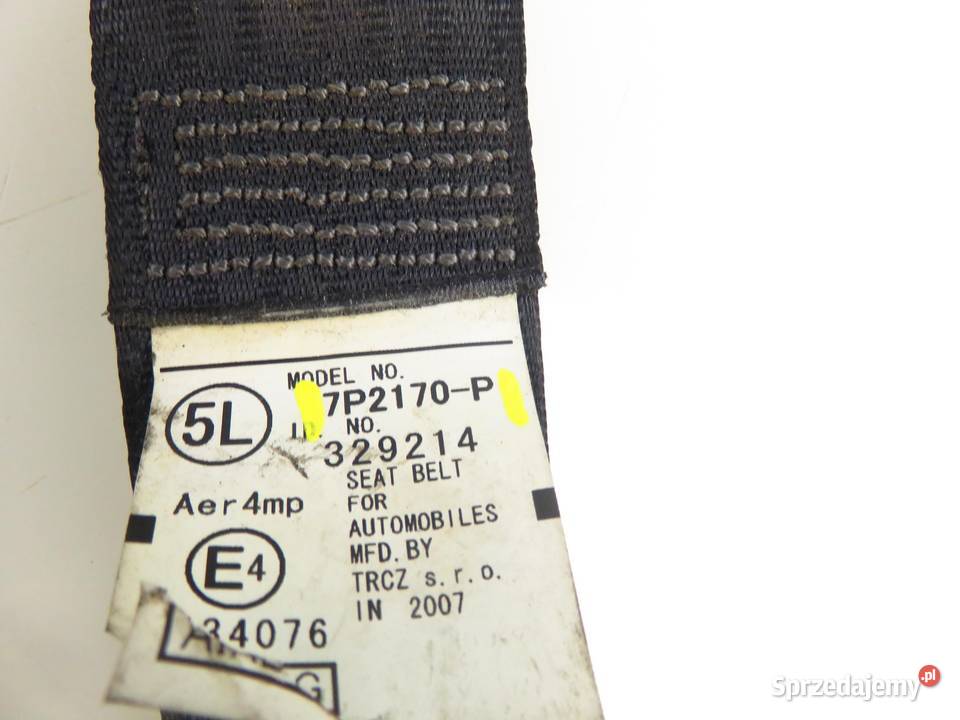 MODEL NO.
7P2170-P
5L
NO.
329214
SEAT BELT
Aer4mp
FOR
AUTOMOBILES
E4
MFD. BY
TRCZ s. r. o.
IN 2007
34076
Sprzedajemy.pl